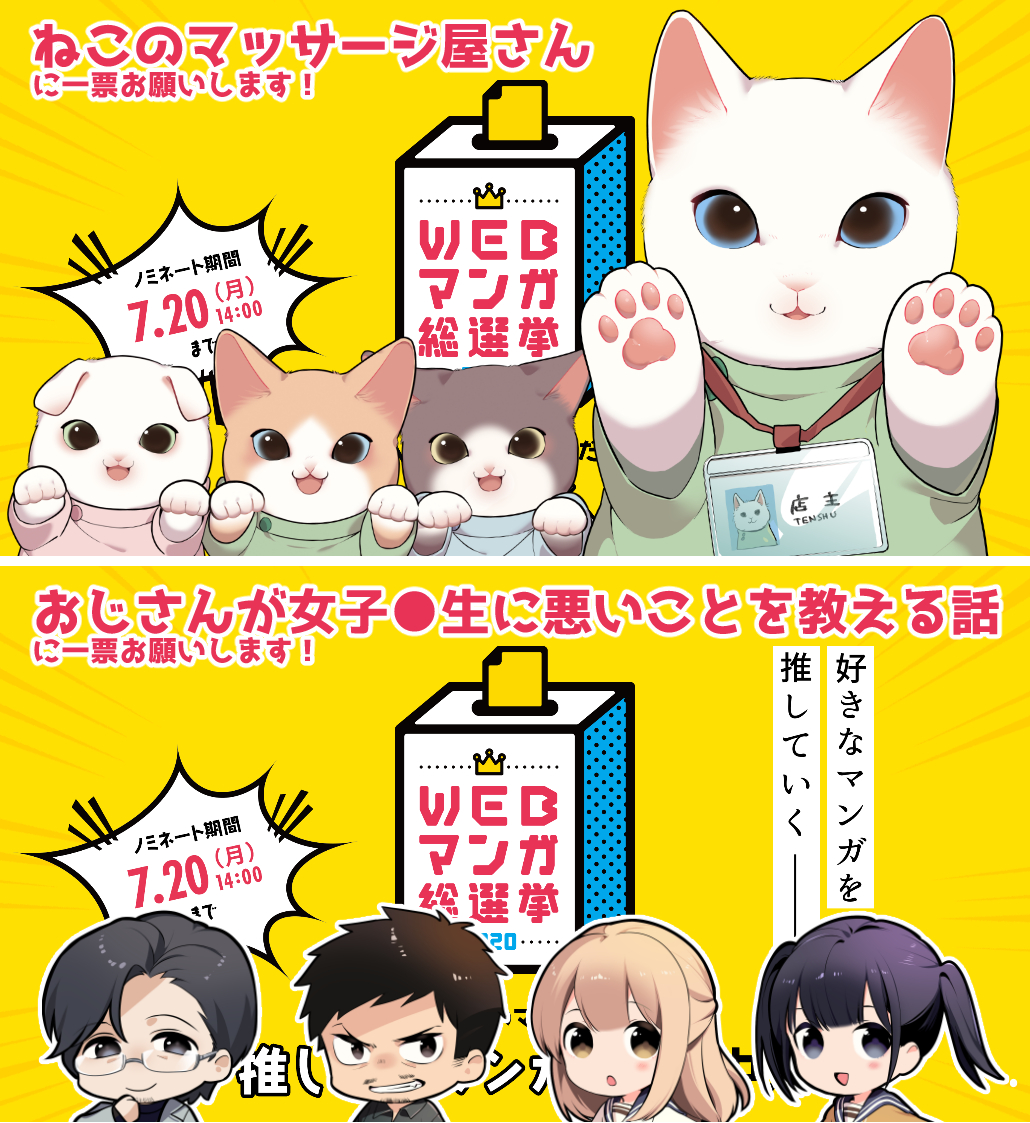 ねこのマッサージ屋さん
に一票お願いします！
ノミネート期間
7.20（月）
14:00
まで
WEB
マンガ
総選挙
店主
TENSHU
おじさんが女子●生に悪いことを教える話
に一票お願いします！
好きなマンガを
推していく――
ノミネート期間
7.20（月）
14:00
まで
WEB
マンガ
総選挙
20
推し